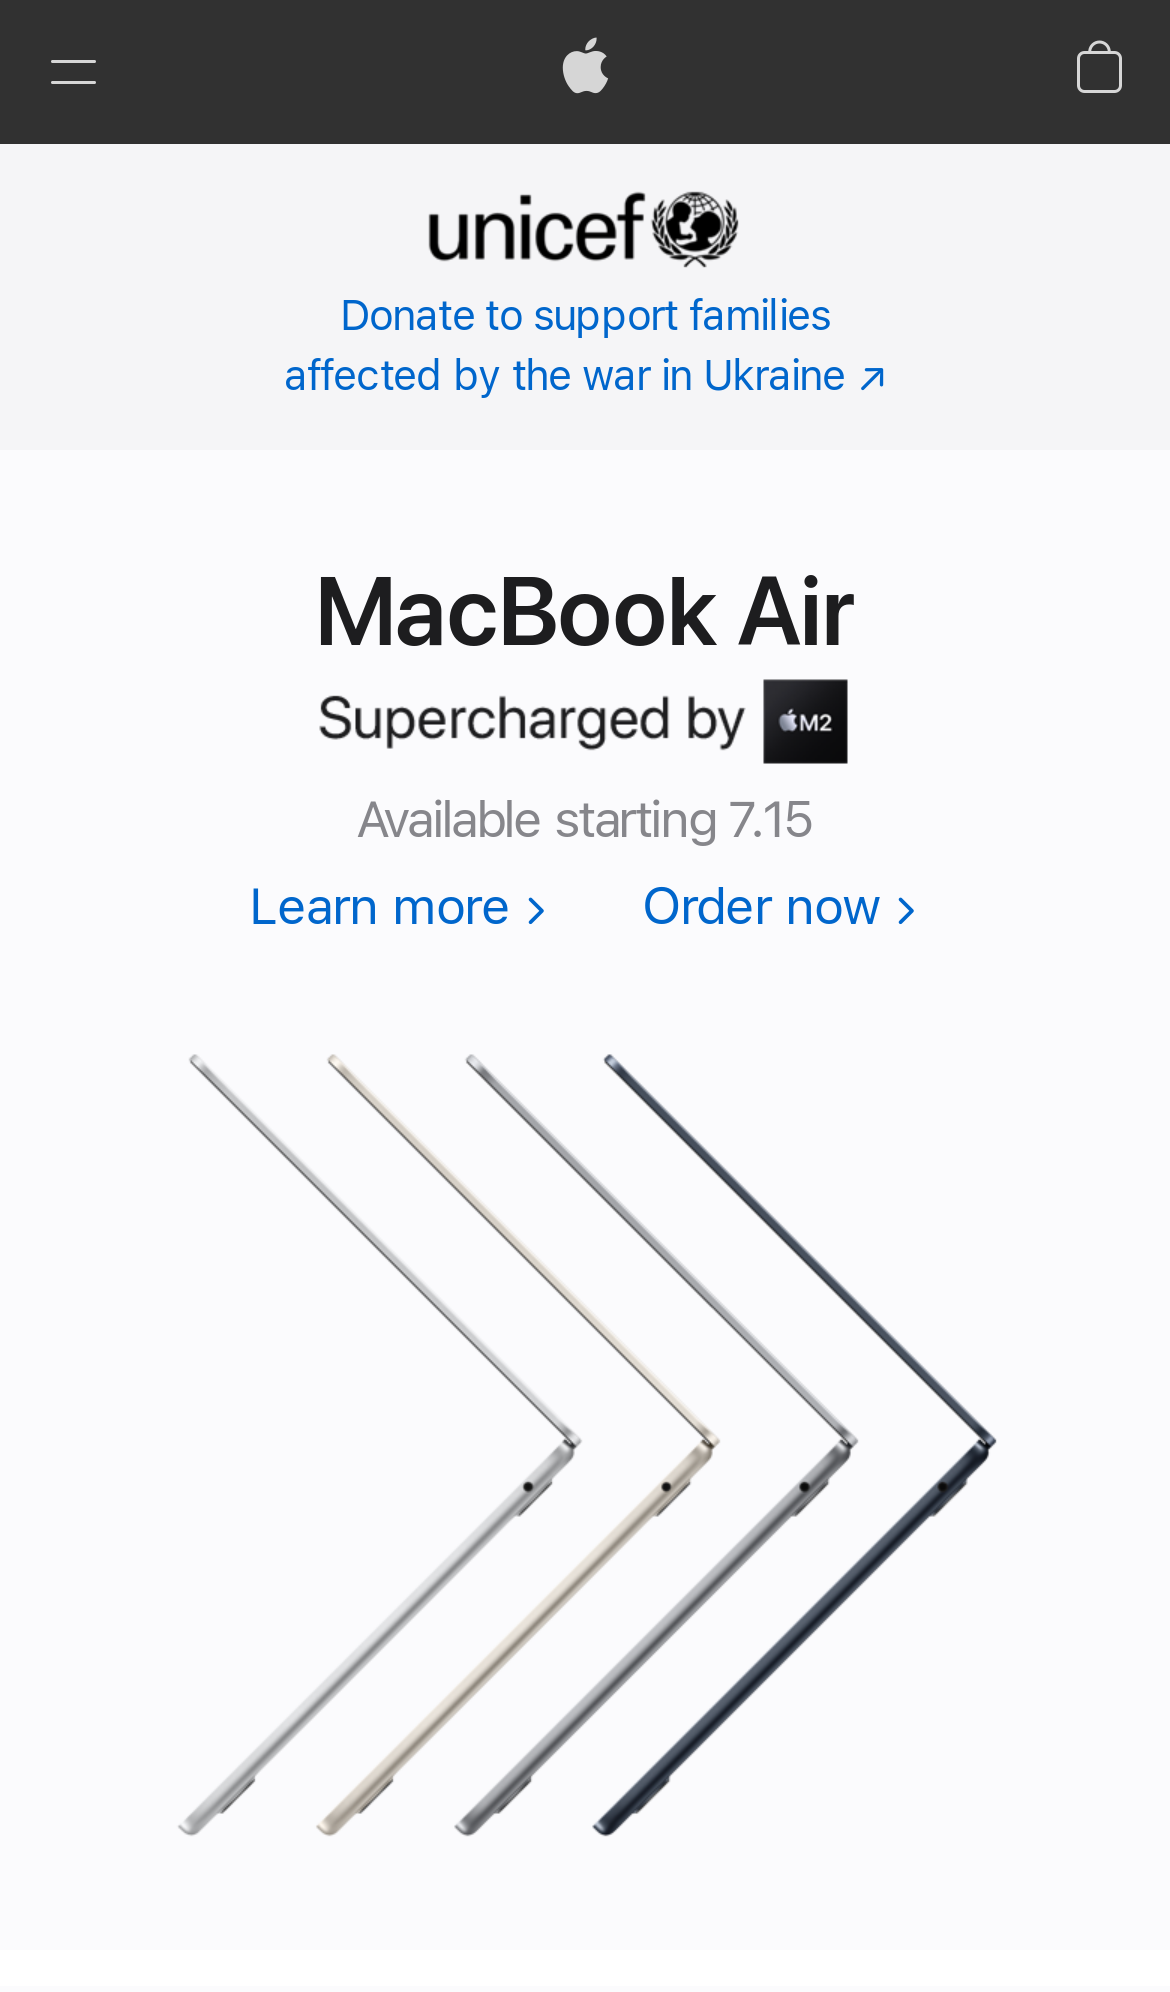 unicef
Donate to support families
affected by the war in Ukraine ↗
MacBook Air
Supercharged by M2
Available starting 7.15
Learn more > Order now >